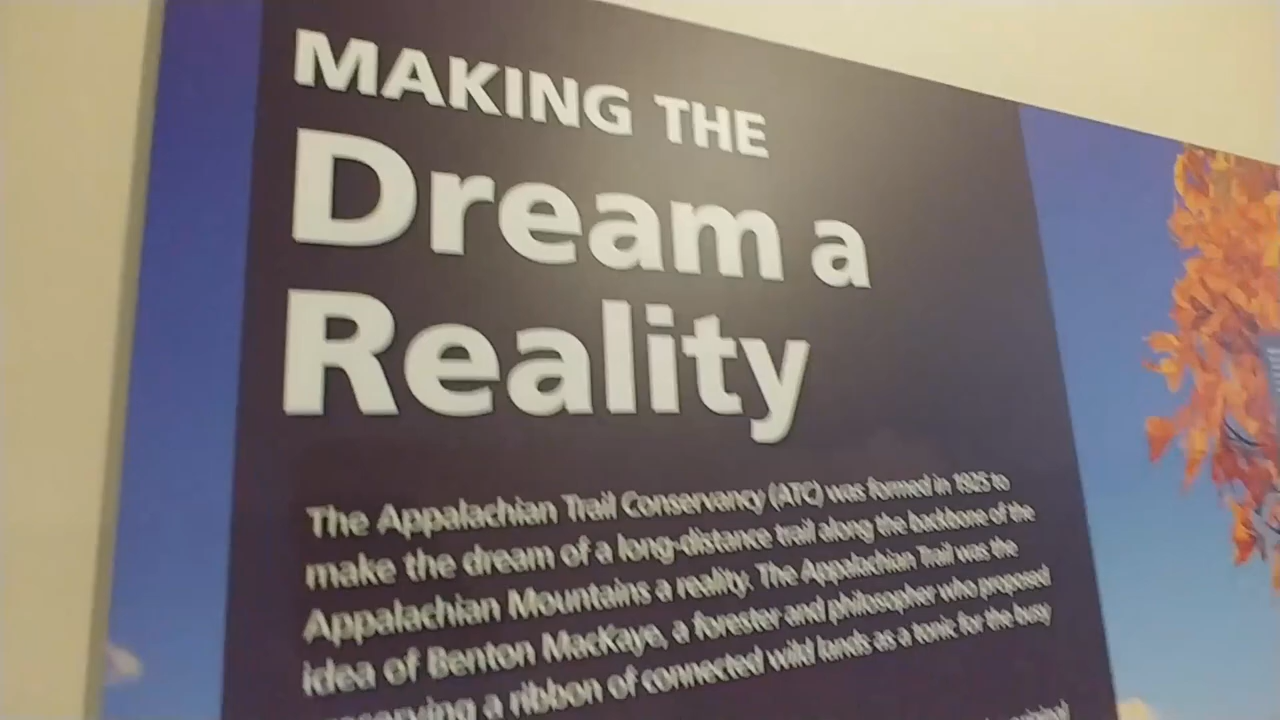 MAKING THE
Dream a
Reality
The Appalachian Trail Conservancy (ATC) was formed in 1925 to
make the dream of a long-distance trail along the backbone of the
Appalachian Mountains a reality. The Appalachian Trail was the
idea of Benton MacKaye, a forester and philosopher who proposed
a ribbon of connected wild lands as a tonic for the busy